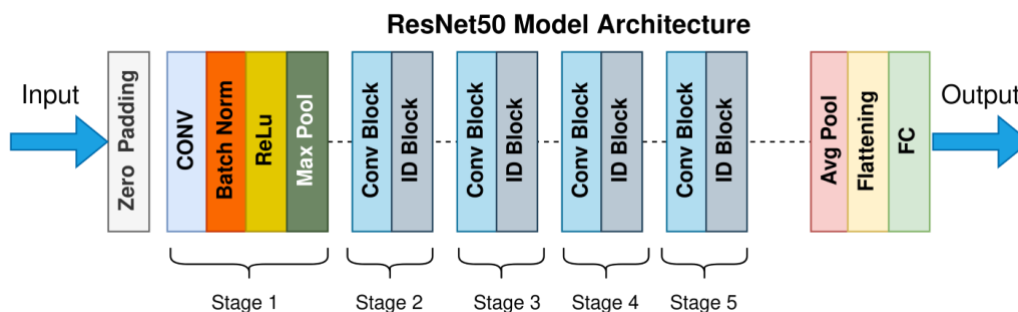 ResNet50 Model Architecture
Input
Zero Padding
CONV
Batch Norm
ReLu
Max Pool
Conv Block
ID Block
Conv Block
ID Block
Conv Block
ID Block
Conv Block
ID Block
Avg Pool
Flattening
FC
Output
Stage 1
Stage 2
Stage 3
Stage 4
Stage 5